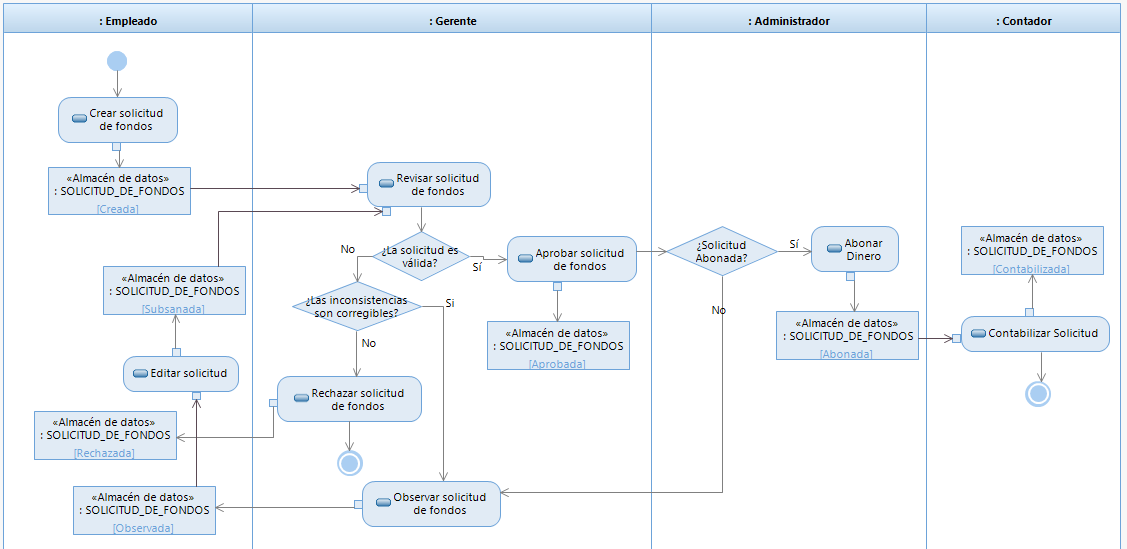 : Empleado
: Gerente
: Administrador
: Contador
Crear solicitud
de fondos
«Almacén de datos»
: SOLICITUD_DE_FONDOS
[Creada]
Revisar solicitud
de fondos
¿La solicitud es
válida?
No
Sí
Aprobar solicitud
de fondos
¿Solicitud
Abonada?
Sí
No
Abonar
Dinero
«Almacén de datos»
: SOLICITUD_DE_FONDOS
[Contabilizada]
«Almacén de datos»
: SOLICITUD_DE_FONDOS
[Subsanada]
¿Las inconsistencias
son corregibles?
Si
No
«Almacén de datos»
: SOLICITUD_DE_FONDOS
[Aprobada]
«Almacén de datos»
: SOLICITUD_DE_FONDOS
[Abonada]
Contabilizar Solicitud
Editar solicitud
Rechazar solicitud
de fondos
«Almacén de datos»
: SOLICITUD_DE_FONDOS
[Rechazada]
«Almacén de datos»
: SOLICITUD_DE_FONDOS
[Observada]
Observar solicitud
de fondos